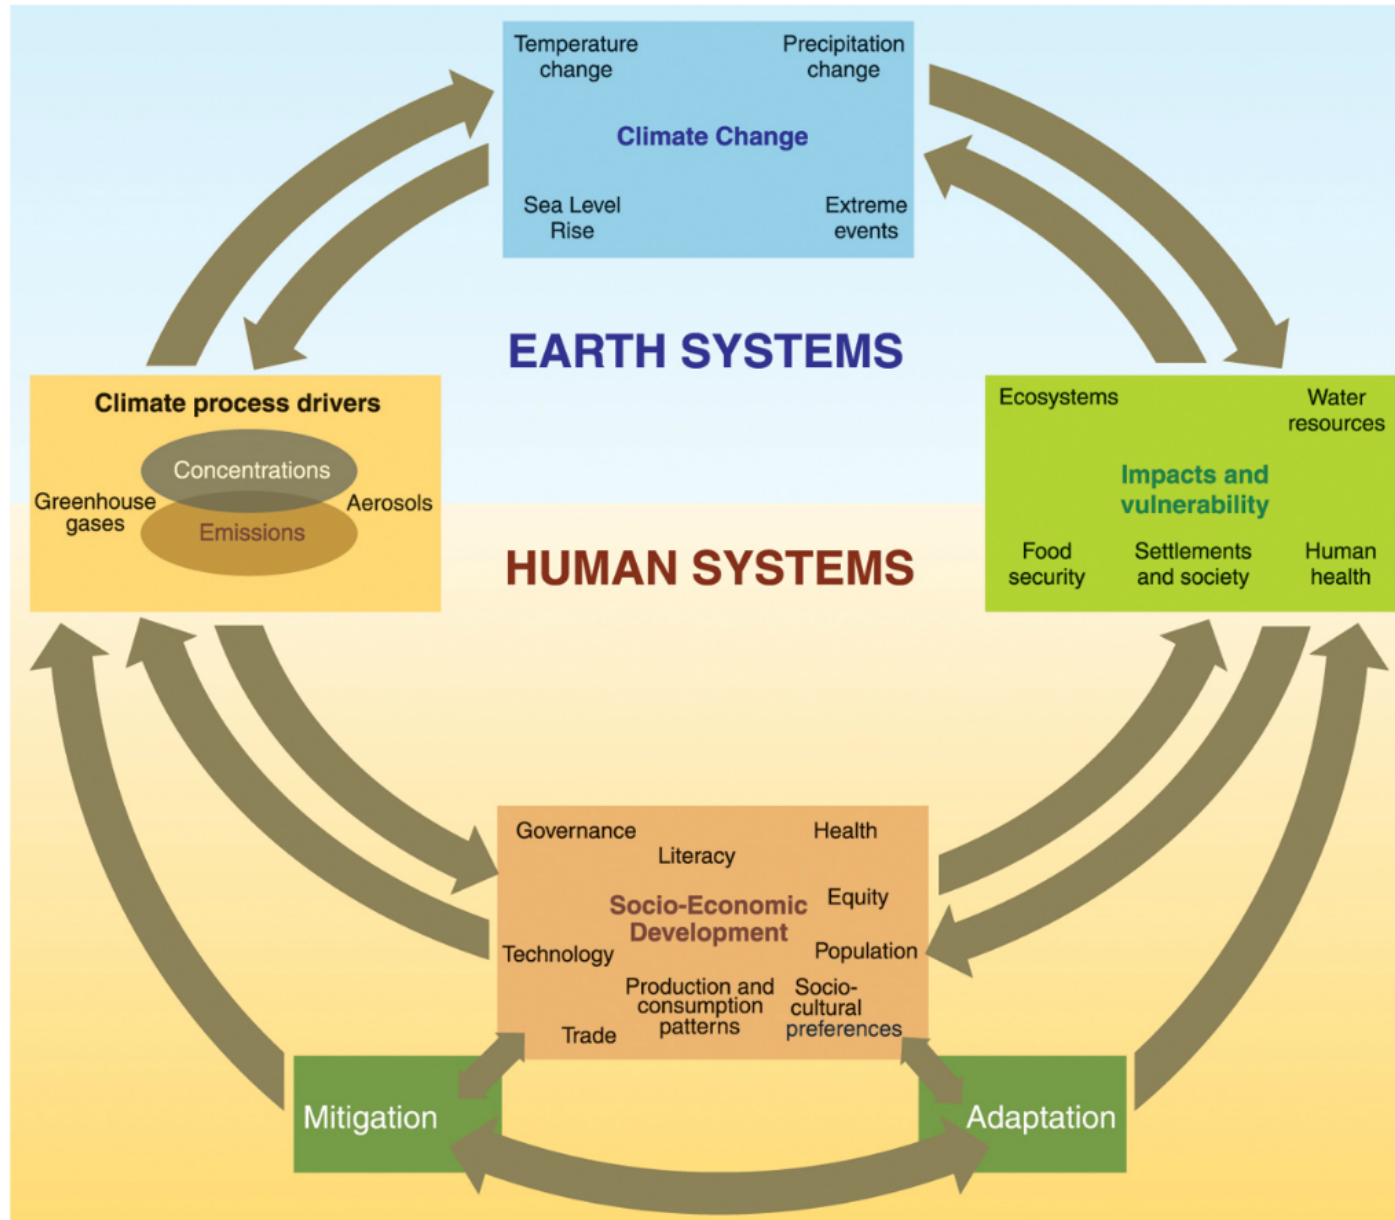 Temperature
change
Precipitation
change
Climate Change
Sea Level
Rise
Extreme
events
EARTH SYSTEMS
Climate process drivers
Concentrations
Greenhouse
gases
Aerosols
Emissions
Ecosystems
Water
resources
Impacts and
vulnerability
Food
security
Settlements
and society
Human
health
HUMAN SYSTEMS
Governance
Literacy
Health
Socio-Economic
Development
Equity
Technology
Population
Production and
consumption
patterns
Socio-
cultural
preferences
Trade
Mitigation
Adaptation